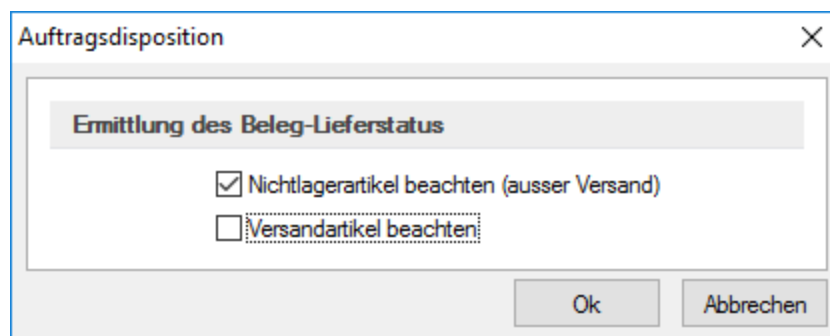 Auftragsdisposition
Ermittlung des Beleg-Lieferstatus
Nichtlagerartikel beachten (ausser Versand)
Versandartikel beachten
Ok Abbrechen